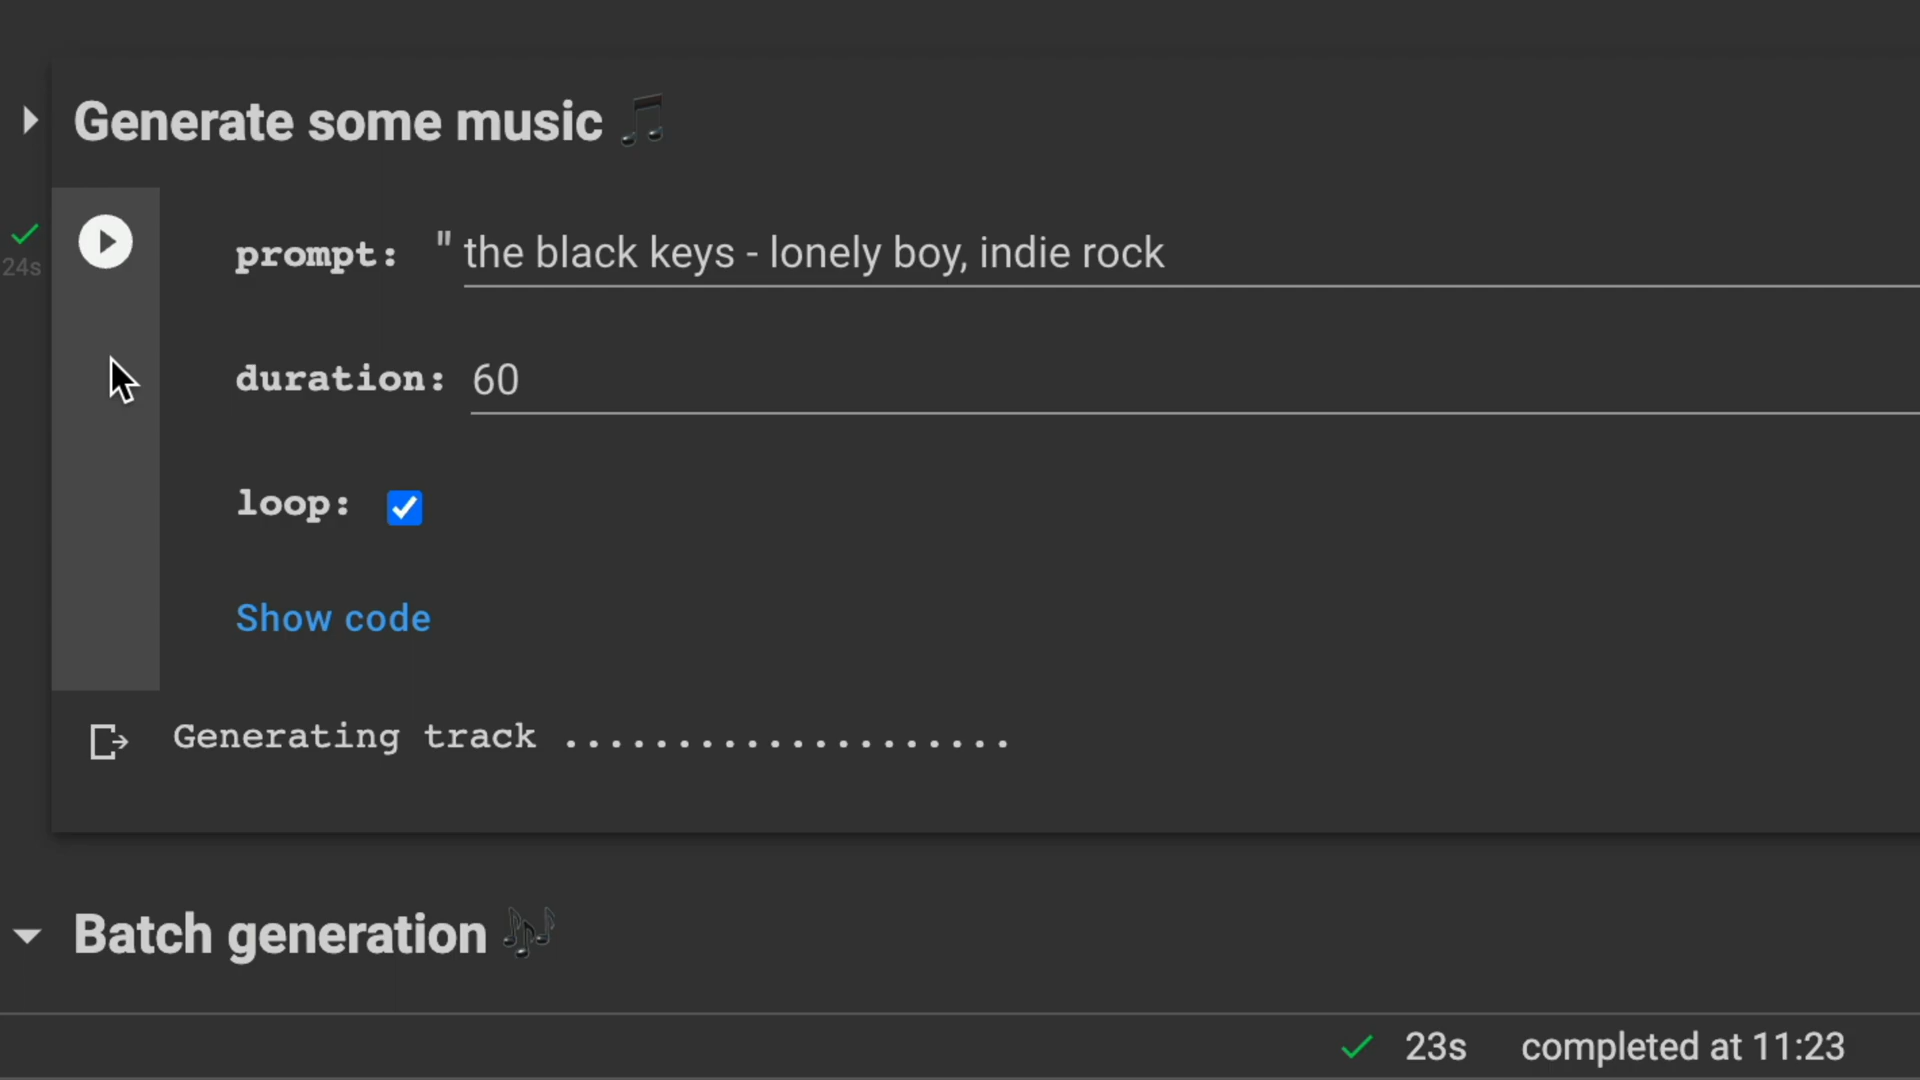 Generate some music 🎵
24s
prompt: " the black keys - lonely boy, indie rock
duration: 60
loop:
Show code
Generating track ....................
Batch generation 🎶
23s completed at 11:23